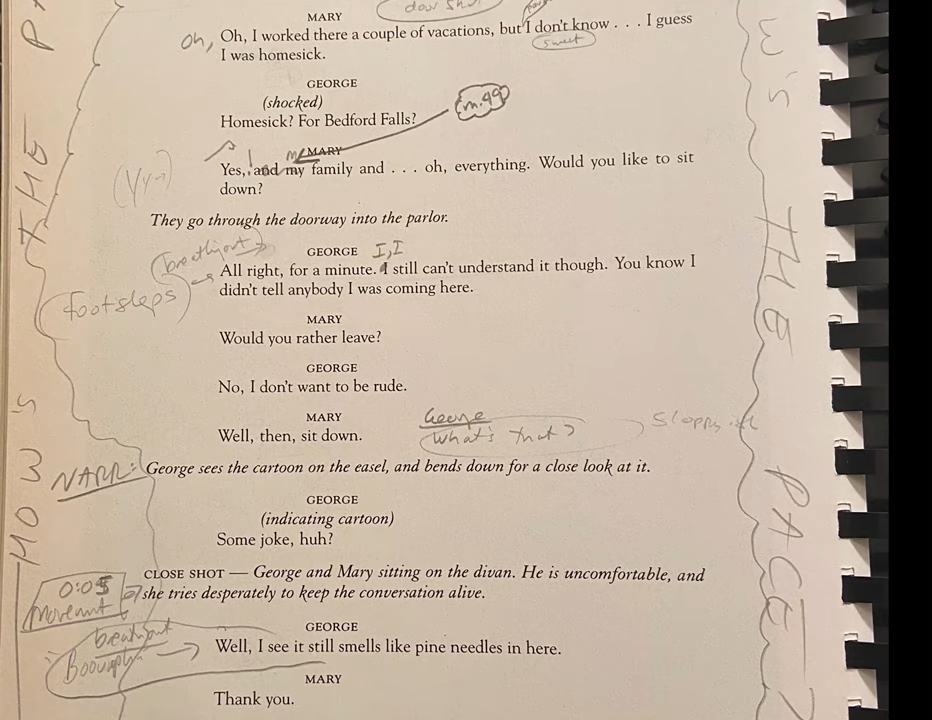 MARY
Oh, Oh, I worked there a couple of vacations, but I don't know . . . I guess
sweet
I was homesick.
GEORGE
(shocked)
m.49
Homesick? For Bedford Falls?
MARY
Yes, and my family and . . . oh, everything. Would you like to sit
down?
They go through the doorway into the parlor.
GEORGE I, I
All right, for a minute. I still can't understand it though. You know I
footsteps
didn't tell anybody I was coming here.
MARY
Would you rather leave?
GEORGE
No, I don't want to be rude.
MARY
George
Well, then, sit down.
What's that?
NARR: George sees the cartoon on the easel, and bends down for a close look at it.
GEORGE
(indicating cartoon)
Some joke, huh?
CLOSE SHOT — George and Mary sitting on the divan. He is uncomfortable, and
0:05
she tries desperately to keep the conversation alive.
movement
GEORGE
Well, I see it still smells like pine needles in here.
MARY
Thank you.
HOW'S THE PA
W'S THE PACE?